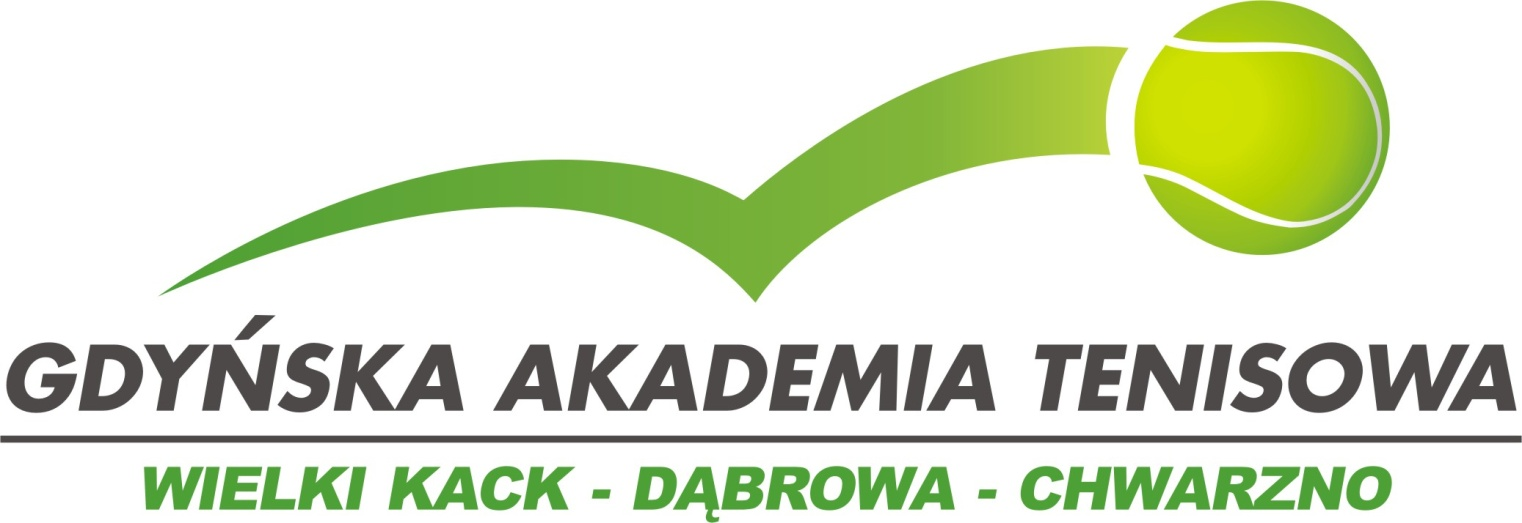 GDYŃSKA AKADEMIA TENISOWA
WIELKI KACK - DĄBROWA - CHWARZNO